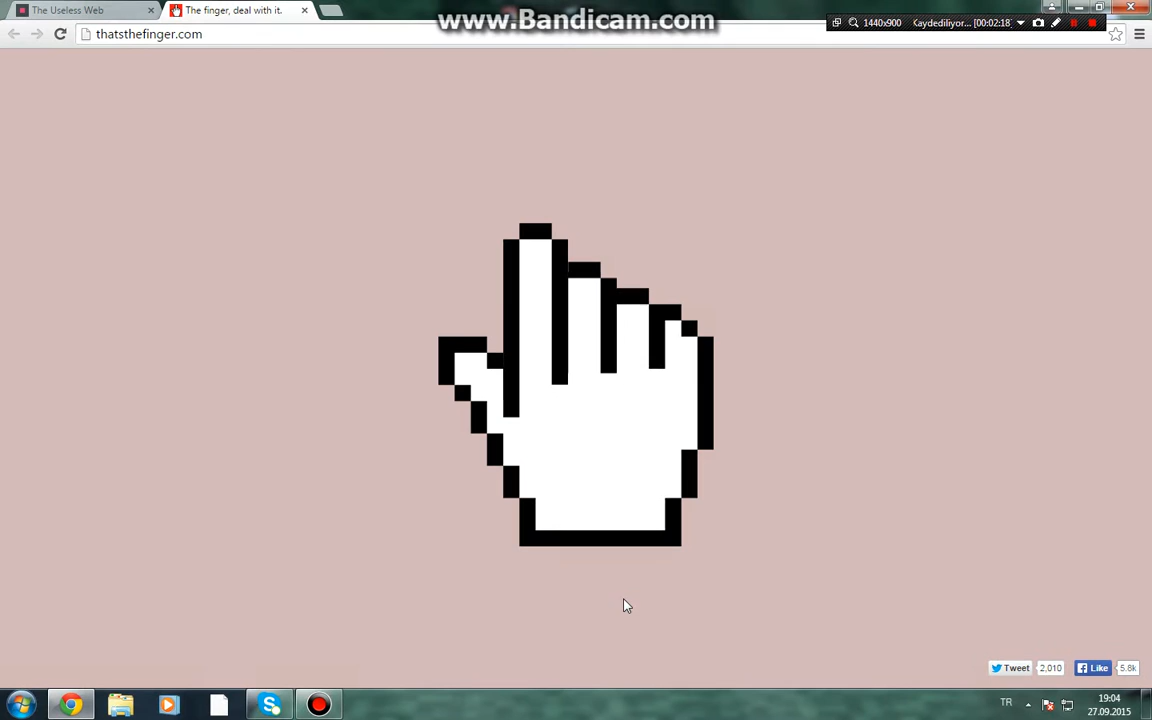 www.Bandicam.com
The Useless Web
The finger, deal with it.
1440x900
Kaydediliyor... [00:02:18]
thatsthefinger.com
Tweet
2,010
Like
5.8k
TR
19:04
27.09.2015